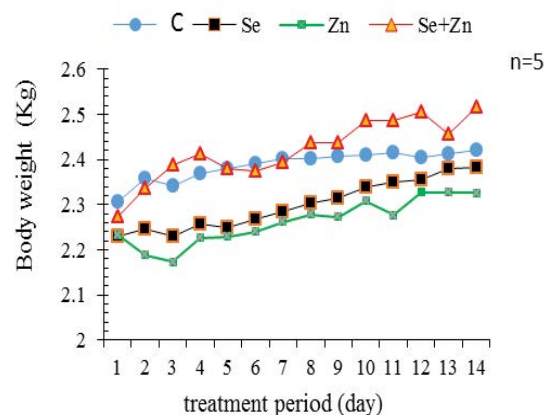 C Se Zn Se+Zn
n=5
Body weight (Kg)
2.6
2.5
2.4
2.3
2.2
2.1
2
1 2 3 4 5 6 7 8 9 10 11 12 13 14
treatment period (day)